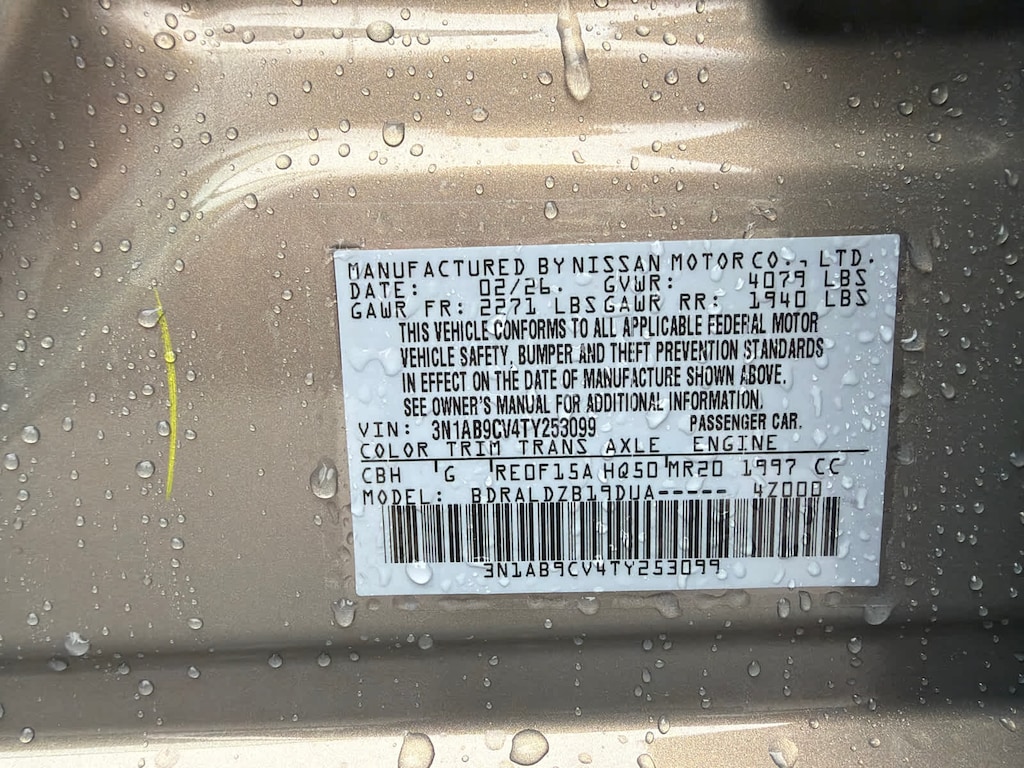 MANUFACTURED BY NISSAN MOTOR CO., LTD.
DATE: 02/26. GVWR: 4079 LBS
GAWR FR: 2271 LBS GAWR RR: 1940 LBS
THIS VEHICLE CONFORMS TO ALL APPLICABLE FEDERAL MOTOR
VEHICLE SAFETY, BUMPER AND THEFT PREVENTION STANDARDS
IN EFFECT ON THE DATE OF MANUFACTURE SHOWN ABOVE.
SEE OWNER'S MANUAL FOR ADDITIONAL INFORMATION.
VIN: 3N1AB9CV4TY253099 PASSENGER CAR.
COLOR TRIM TRANS AXLE ENGINE
CBH G RE0F15A HQ50 MR20 1997 CC
MODEL: BDRALDZB19DUA----- 4Z000
3N1AB9CV4TY253099